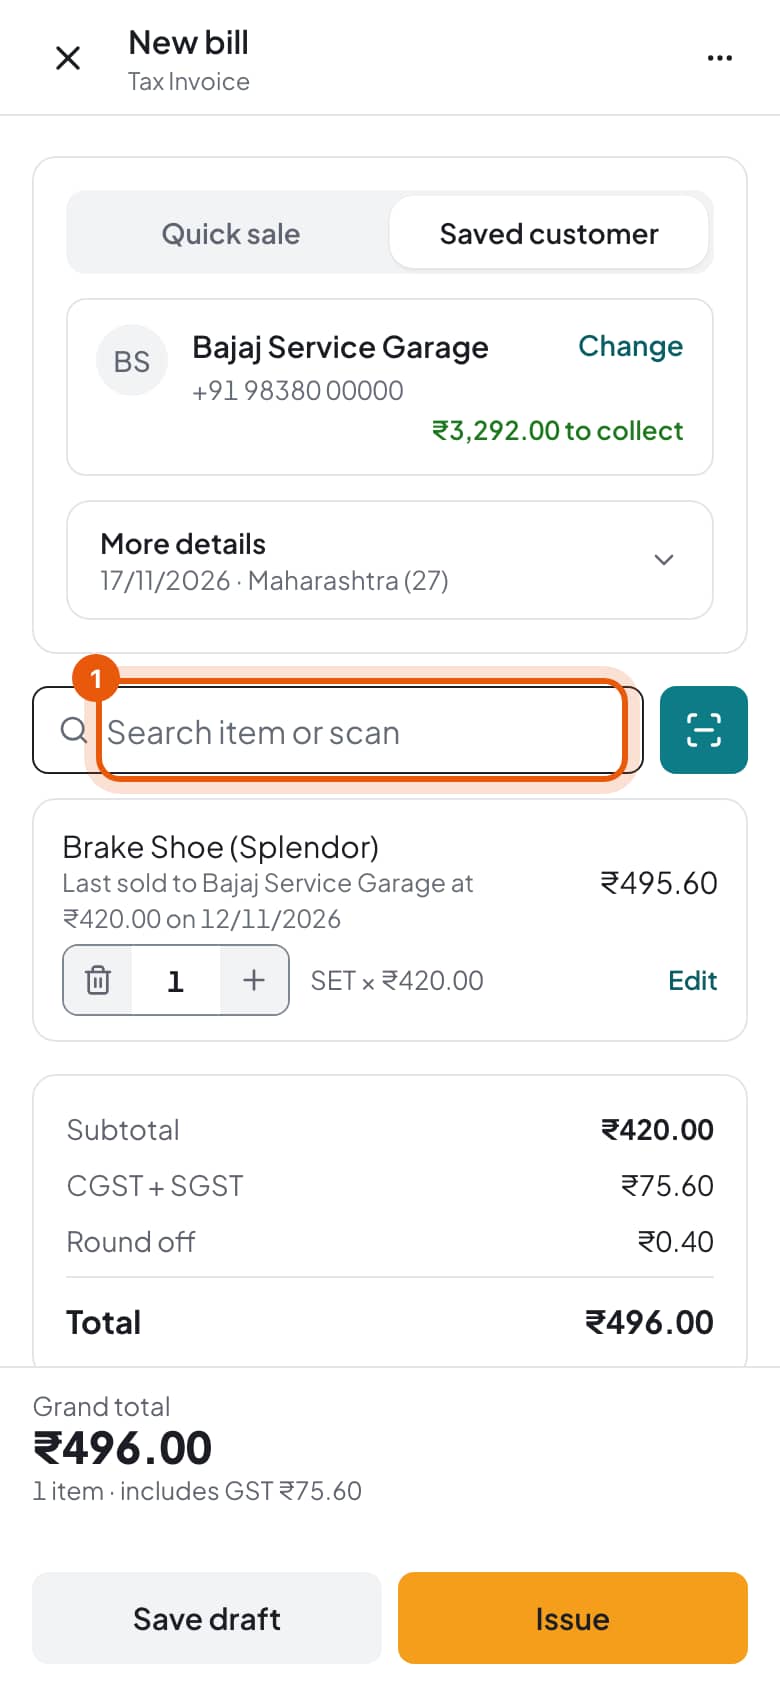 New bill
Tax Invoice
Quick sale
Saved customer
BS
Bajaj Service Garage
Change
+91 98380 00000
₹3,292.00 to collect
More details
17/11/2026 · Maharashtra (27)
1
Search item or scan
Brake Shoe (Splendor)
Last sold to Bajaj Service Garage at
₹420.00 on 12/11/2026
₹495.60
1
SET × ₹420.00
Edit
Subtotal
₹420.00
CGST + SGST
₹75.60
Round off
₹0.40
Total
₹496.00
Grand total
₹496.00
1 item · includes GST ₹75.60
Save draft
Issue